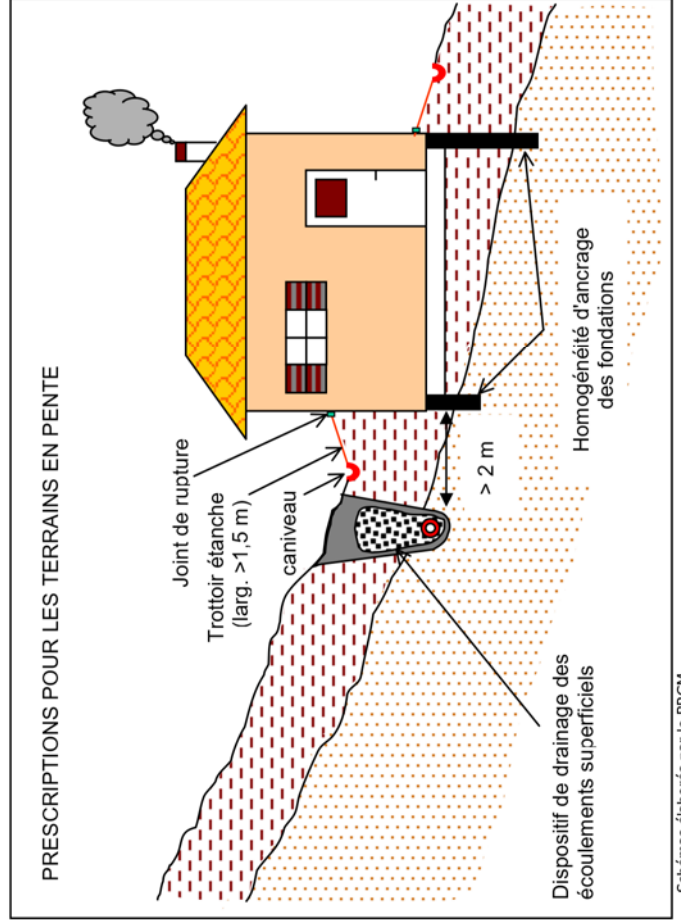 PRESCRIPTIONS POUR LES TERRAINS EN PENTE
Joint de rupture
Trottoir étanche
(larg. >1,5 m)
caniveau
> 2 m
Dispositif de drainage des
écoulements superficiels
Homogénéité d'ancrage
des fondations